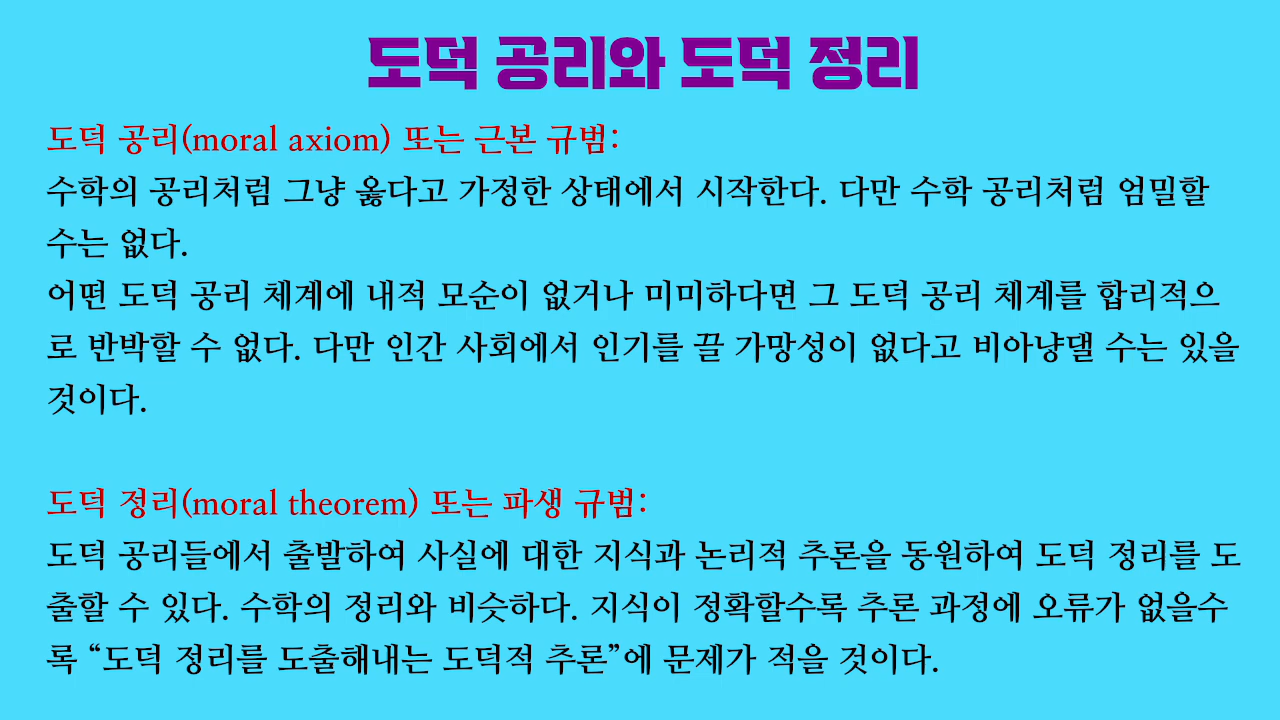 도덕 공리와 도덕 정리
도덕 공리(moral axiom) 또는 근본 규범:
수학의 공리처럼 그냥 옳다고 가정한 상태에서 시작한다. 다만 수학 공리처럼 엄밀할
수는 없다.
어떤 도덕 공리 체계에 내적 모순이 없거나 미미하다면 그 도덕 공리 체계를 합리적으
로 반박할 수 없다. 다만 인간 사회에서 인기를 끌 가망성이 없다고 비아냥댈 수는 있을
것이다.
도덕 정리(moral theorem) 또는 파생 규범:
도덕 공리들에서 출발하여 사실에 대한 지식과 논리적 추론을 동원하여 도덕 정리를 도
출할 수 있다. 수학의 정리와 비슷하다. 지식이 정확할수록 추론 과정에 오류가 없을수
록 “도덕 정리를 도출해내는 도덕적 추론”에 문제가 적을 것이다.